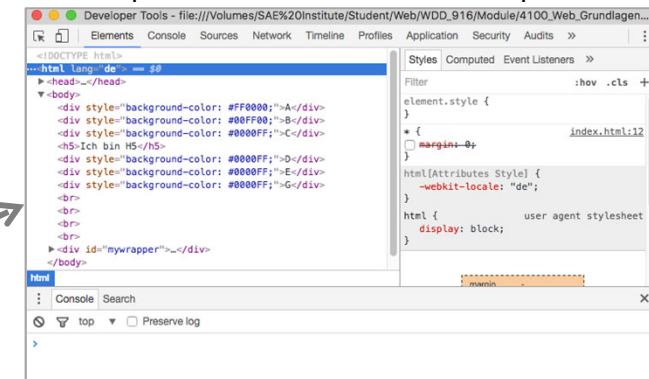 Developer Tools - file:///Volumes/SAE%20Institute/Student/Web/WDD_916/Module/4100_Web_Grundlagen...
Elements Console Sources Network Timeline Profiles Application Security Audits »
<!DOCTYPE html>
...<html lang="de"> == $0
▶<head>…</head>
▼<body>
<div style="background-color: #FF0000;">A</div>
<div style="background-color: #00FF00;">B</div>
<div style="background-color: #0000FF;">C</div>
<h5>Ich bin H5</h5>
<div style="background-color: #0000FF;">D</div>
<div style="background-color: #0000FF;">E</div>
<div style="background-color: #0000FF;">G</div>
<br>
<br>
<br>
<br>
▶<div id="mywrapper">…</div>
</body>
html
Styles Computed Event Listeners »
Filter :hov .cls +
element.style {
}
* { index.html:12
margin: 0;
}
html[Attributes Style] {
-webkit-locale: "de";
}
html { user agent stylesheet
display: block;
}
margin -
Console Search
top ▼ Preserve log
>